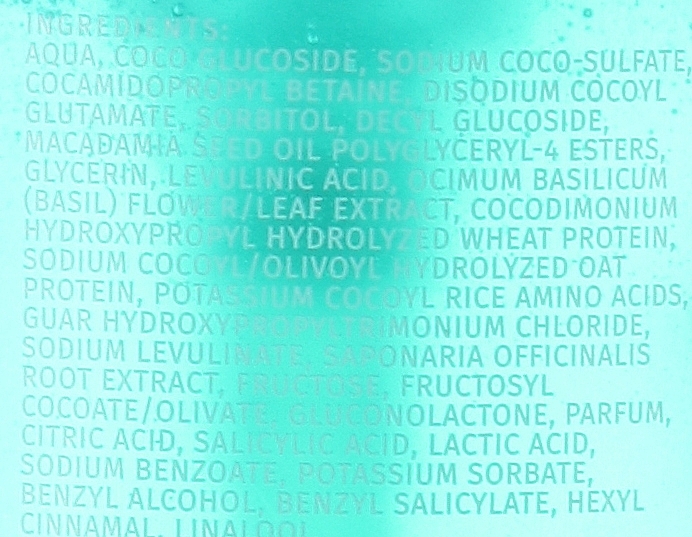 INGREDIENTS:
AQUA, COCO GLUCOSIDE, SODIUM COCO-SULFATE,
COCAMIDOPROPYL BETAINE, DISODIUM COCOYL
GLUTAMATE, SORBITOL, DECYL GLUCOSIDE,
MACADAMIA SEED OIL POLYGLYCERYL-4 ESTERS,
GLYCERIN, LEVULINIC ACID, OCIMUM BASILICUM
(BASIL) FLOWER/LEAF EXTRACT, COCODIMONIUM
HYDROXYPROPYL HYDROLYZED WHEAT PROTEIN,
SODIUM COCOYL/OLIVOYL HYDROLYZED OAT
PROTEIN, POTASSIUM COCOYL RICE AMINO ACIDS,
GUAR HYDROXYPROPYLTRIMONIUM CHLORIDE,
SODIUM LEVULINATE, SAPONARIA OFFICINALIS
ROOT EXTRACT, FRUCTOSE, FRUCTOSYL
COCOATE/OLIVATE, GLUCONOLACTONE, PARFUM,
CITRIC ACID, SALICYLIC ACID, LACTIC ACID,
SODIUM BENZOATE, POTASSIUM SORBATE,
BENZYL ALCOHOL, BENZYL SALICYLATE, HEXYL
CINNAMAL, LINALOOL